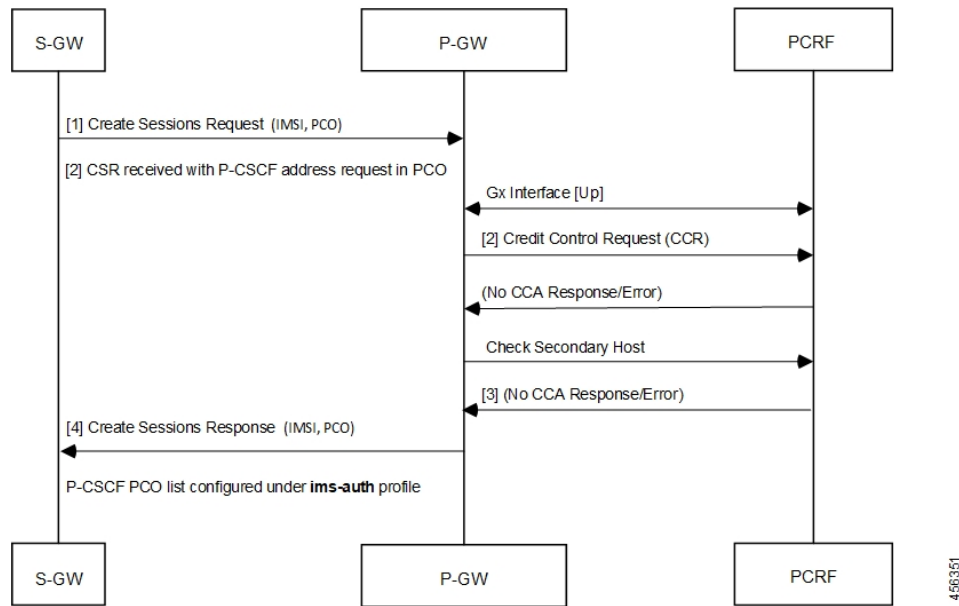 S-GW
P-GW
PCRF
[1] Create Sessions Request (IMSI, PCO)
[2] CSR received with P-CSCF address request in PCO
Gx Interface [Up]
[2] Credit Control Request (CCR)
(No CCA Response/Error)
Check Secondary Host
[3] (No CCA Response/Error)
[4] Create Sessions Response (IMSI, PCO)
P-CSCF PCO list configured under ims-auth profile
S-GW
P-GW
PCRF
456351